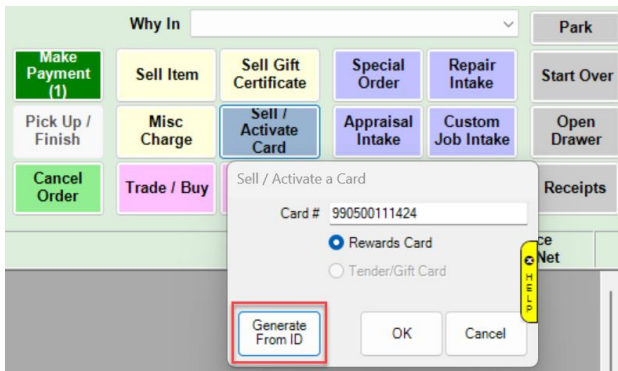 Why In
Park
Make
Payment
(1)
Sell Item
Sell Gift
Certificate
Special
Order
Repair
Intake
Start Over
Pick Up /
Finish
Misc
Charge
Sell /
Activate
Card
Appraisal
Intake
Custom
Job Intake
Open
Drawer
Cancel
Order
Trade / Buy
Receipts
Sell / Activate a Card
Card #
990500111424
Rewards Card
Tender/Gift Card
Generate
From ID
OK
Cancel
HELP
ce
Net